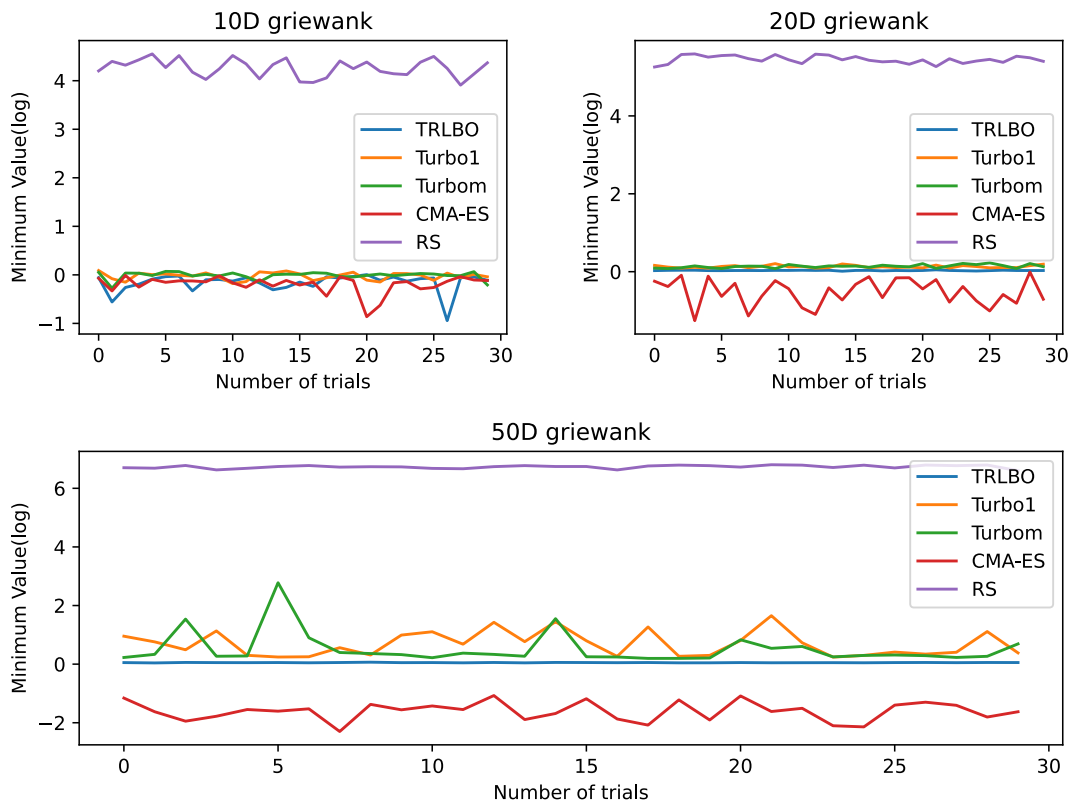 10D griewank
Minimum Value(log)
4
3
2
1
0
−1
0 5 10 15 20 25 30
Number of trials
TRLBO
Turbo1
Turbom
CMA-ES
RS
20D griewank
Minimum Value(log)
4
2
0
0 5 10 15 20 25 30
Number of trials
TRLBO
Turbo1
Turbom
CMA-ES
RS
50D griewank
Minimum Value(log)
6
4
2
0
−2
0 5 10 15 20 25 30
Number of trials
TRLBO
Turbo1
Turbom
CMA-ES
RS